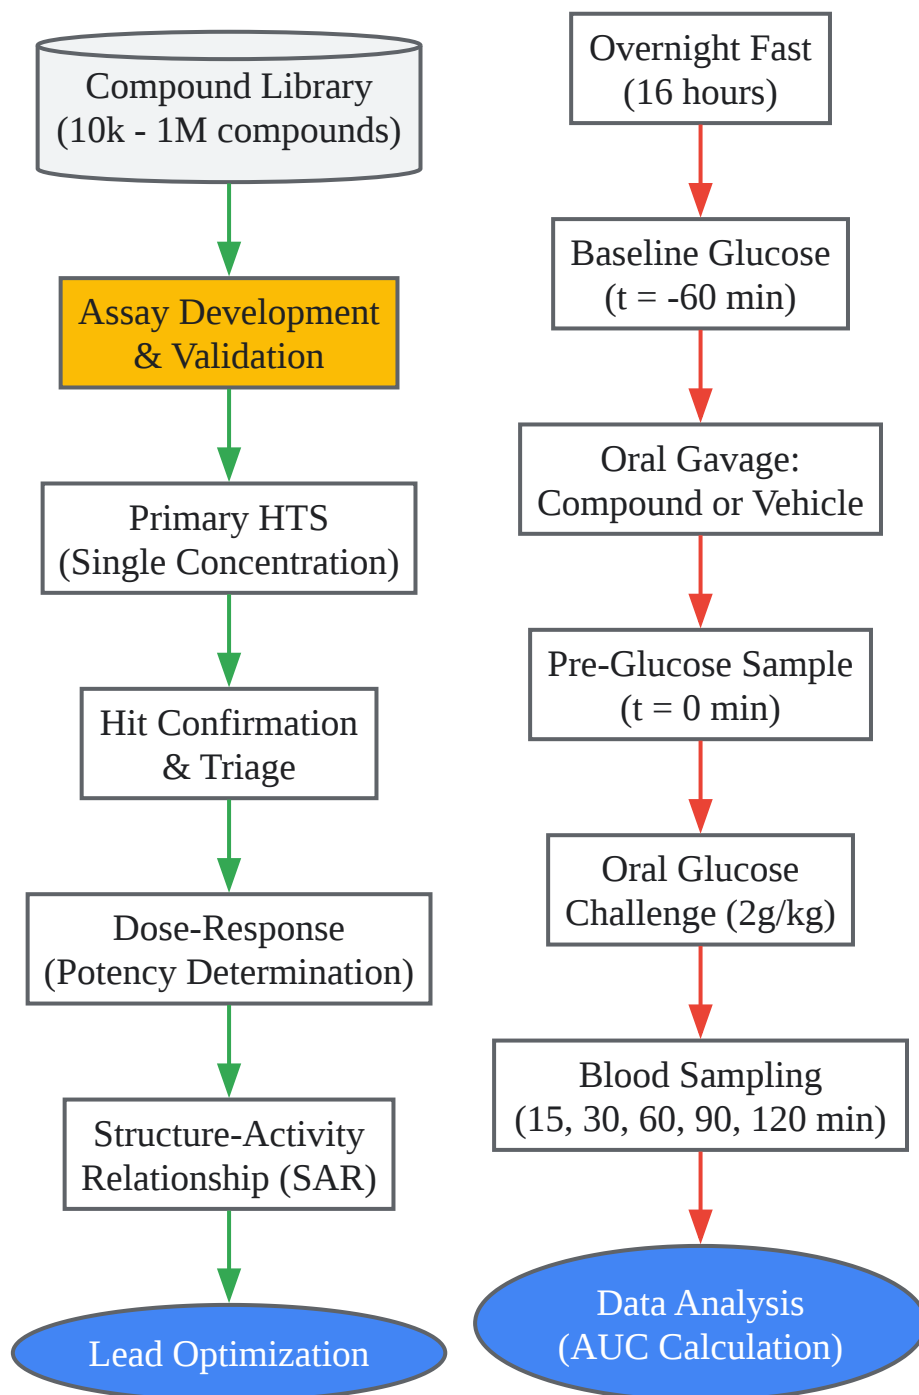 Compound Library
(10k - 1M compounds)
Assay Development
& Validation
Primary HTS
(Single Concentration)
Hit Confirmation
& Triage
Dose-Response
(Potency Determination)
Structure-Activity
Relationship (SAR)
Lead Optimization
Overnight Fast
(16 hours)
Baseline Glucose
(t = -60 min)
Oral Gavage:
Compound or Vehicle
Pre-Glucose Sample
(t = 0 min)
Oral Glucose
Challenge (2g/kg)
Blood Sampling
(15, 30, 60, 90, 120 min)
Data Analysis
(AUC Calculation)